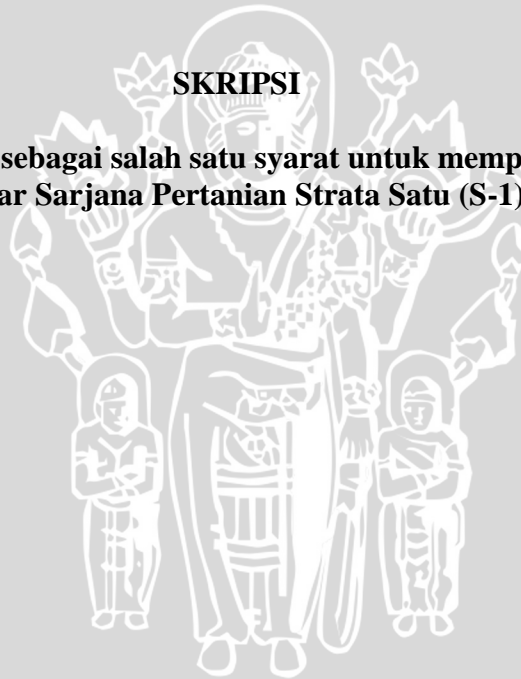 SKRIPSI
sebagai salah satu syarat untuk memp
ar Sarjana Pertanian Strata Satu (S-1)